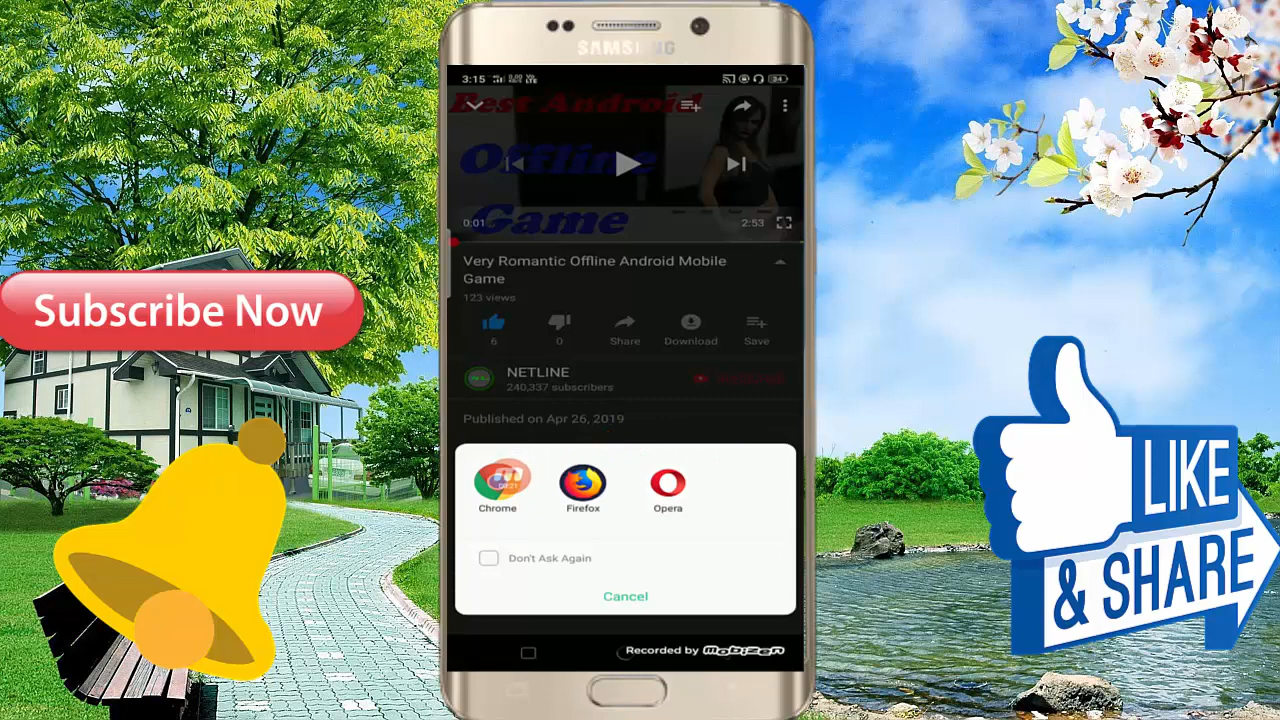 SAMSUNG
3:15
34
Best Android
Offline
Game
0:01
2:53
Very Romantic Offline Android Mobile
Game
123 views
6
0
Share
Download
Save
NETLINE
240,337 subscribers
Published on Apr 26, 2019
Chrome
Firefox
Opera
Don't Ask Again
Cancel
Recorded by mobizen
Subscribe Now
LIKE
& SHARE